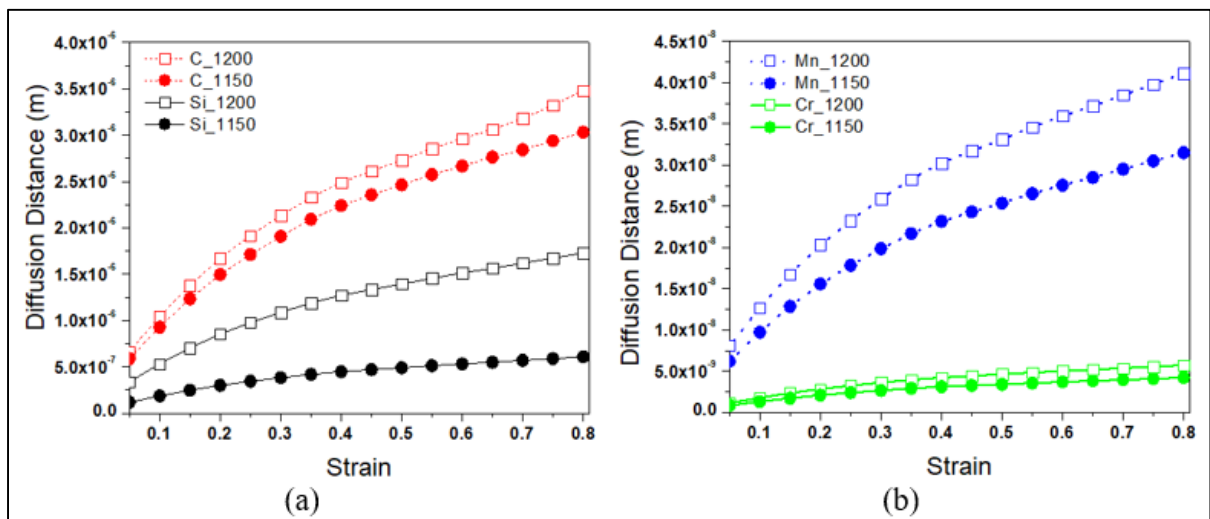 4.0x10⁻⁶
3.5x10⁻⁶
3.0x10⁻⁶
2.5x10⁻⁶
2.0x10⁻⁶
1.5x10⁻⁶
1.0x10⁻⁶
5.0x10⁻⁷
0.0
Diffusion Distance (m)
C_1200
C_1150
Si_1200
Si_1150
0.1 0.2 0.3 0.4 0.5 0.6 0.7 0.8
Strain
(a)
4.5x10⁻⁸
4.0x10⁻⁸
3.5x10⁻⁸
3.0x10⁻⁸
2.5x10⁻⁸
2.0x10⁻⁸
1.5x10⁻⁸
1.0x10⁻⁸
5.0x10⁻⁹
0.0
Diffusion Distance (m)
Mn_1200
Mn_1150
Cr_1200
Cr_1150
0.1 0.2 0.3 0.4 0.5 0.6 0.7 0.8
Strain
(b)